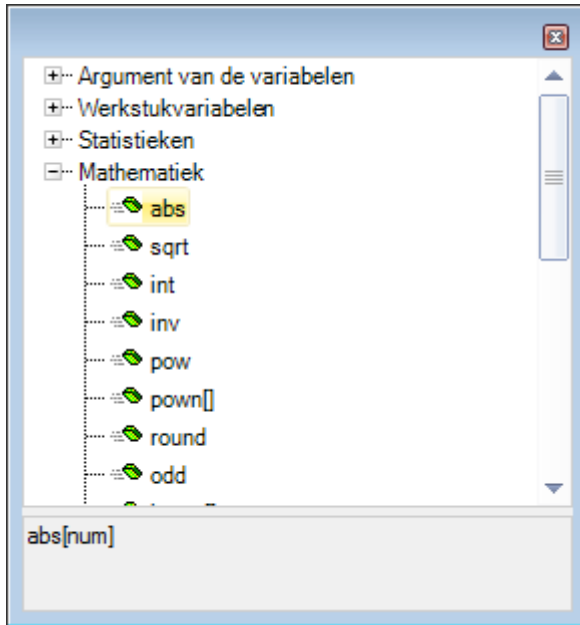 Argument van de variabelen
Werkstukvariabelen
Statistieken
Mathematiek
abs
sqrt
int
inv
pow
pown[]
round
odd
abs[num]